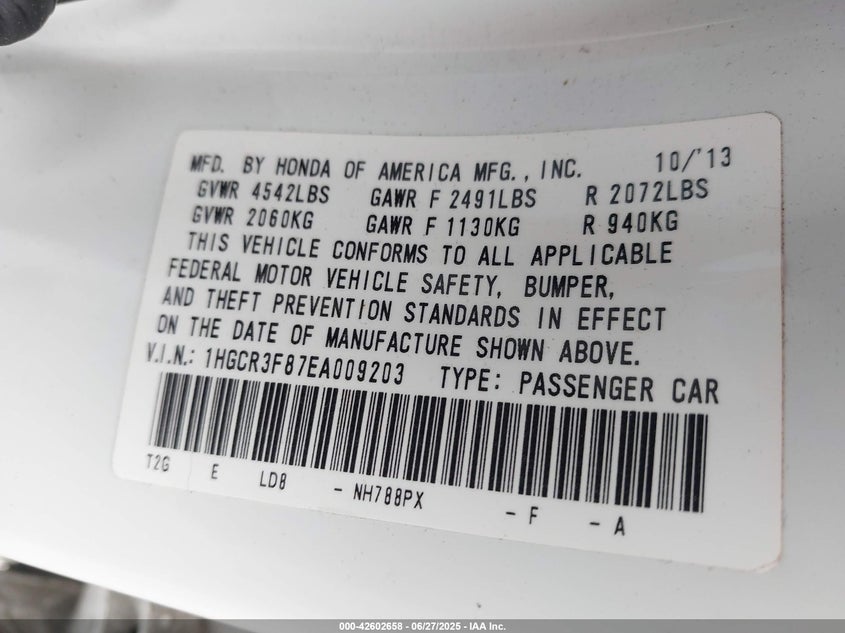 MFD. BY HONDA OF AMERICA MFG., INC. 10/'13
GVWR 4542LBS GAWR F 2491LBS R 2072LBS
GVWR 2060KG GAWR F 1130KG R 940KG
THIS VEHICLE CONFORMS TO ALL APPLICABLE
FEDERAL MOTOR VEHICLE SAFETY, BUMPER,
AND THEFT PREVENTION STANDARDS IN EFFECT
ON THE DATE OF MANUFACTURE SHOWN ABOVE.
V.I.N.: 1HGCR3F87EA009203 TYPE: PASSENGER CAR
T2G E LD8 - NH788PX - F - A
000-42602658 | 06/27/2025 - IAA Inc.